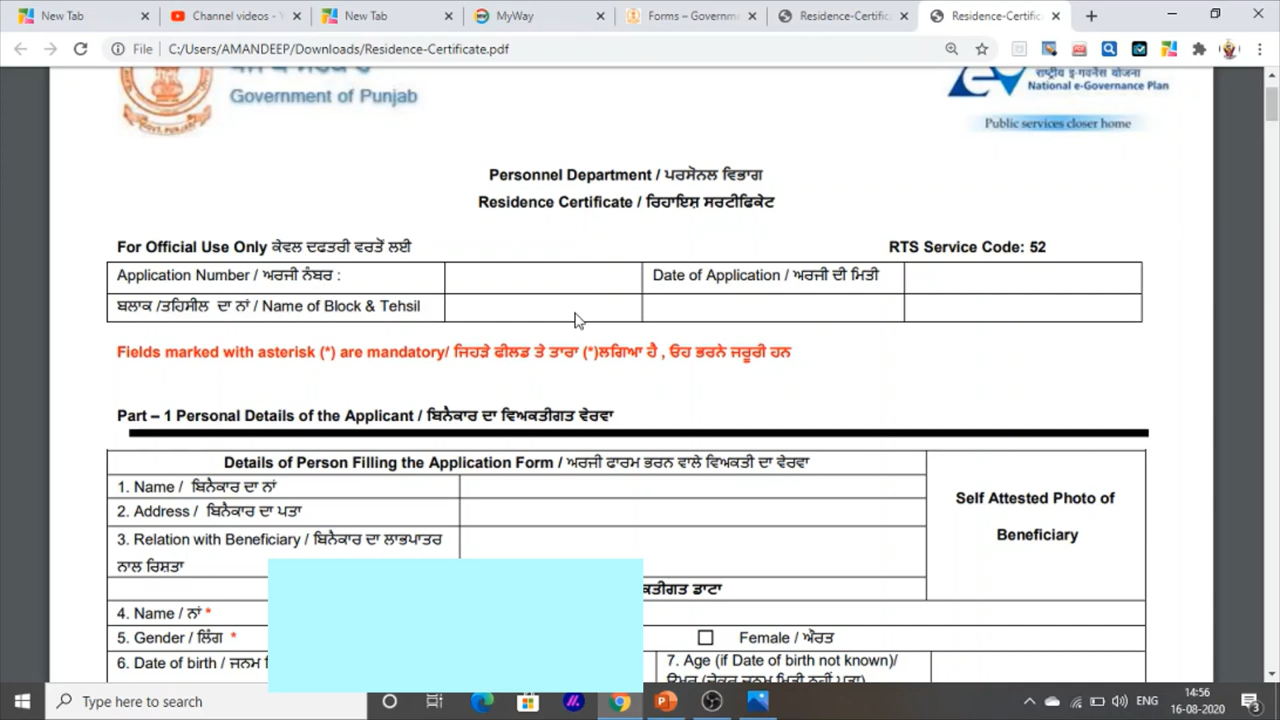 New Tab
Channel videos - Y
New Tab
MyWay
Forms – Governm
Residence-Certific
Residence-Certific
File
C:/Users/AMANDEEP/Downloads/Residence-Certificate.pdf
Government of Punjab
राष्ट्रीय इ-गवर्नेंस योजना
National e-Governance Plan
Public services closer home
Personnel Department / ਪਰਸੋਨਲ ਵਿਭਾਗ
Residence Certificate / ਰਿਹਾਇਸ਼ ਸਰਟੀਫਿਕੇਟ
For Official Use Only ਕੇਵਲ ਦਫਤਰੀ ਵਰਤੋਂ ਲਈ
RTS Service Code: 52
Application Number / ਅਰਜੀ ਨੰਬਰ :
Date of Application / ਅਰਜੀ ਦੀ ਮਿਤੀ
ਬਲਾਕ /ਤਹਿਸੀਲ ਦਾ ਨਾਂ / Name of Block & Tehsil
Fields marked with asterisk (*) are mandatory/ ਜਿਹੜੇ ਫੀਲਡ ਤੇ ਤਾਰਾ (*)ਲਗਿਆ ਹੈ , ਓਹ ਭਰਨੇ ਜਰੂਰੀ ਹਨ
Part – 1 Personal Details of the Applicant / ਬਿਨੈਕਾਰ ਦਾ ਵਿਅਕਤੀਗਤ ਵੇਰਵਾ
Details of Person Filling the Application Form / ਅਰਜੀ ਫਾਰਮ ਭਰਨ ਵਾਲੇ ਵਿਅਕਤੀ ਦਾ ਵੇਰਵਾ
1. Name / ਬਿਨੈਕਾਰ ਦਾ ਨਾਂ
Self Attested Photo of
Beneficiary
2. Address / ਬਿਨੈਕਾਰ ਦਾ ਪਤਾ
3. Relation with Beneficiary / ਬਿਨੈਕਾਰ ਦਾ ਲਾਭਪਾਤਰ
ਨਾਲ ਰਿਸ਼ਤਾ
ਕਤੀਗਤ ਡਾਟਾ
4. Name / ਨਾਂ *
5. Gender / ਲਿੰਗ *
Female / ਔਰਤ
6. Date of birth / ਜਨਮ
7. Age (if Date of birth not known)/
Type here to search
ENG
14:56
16-08-2020
3